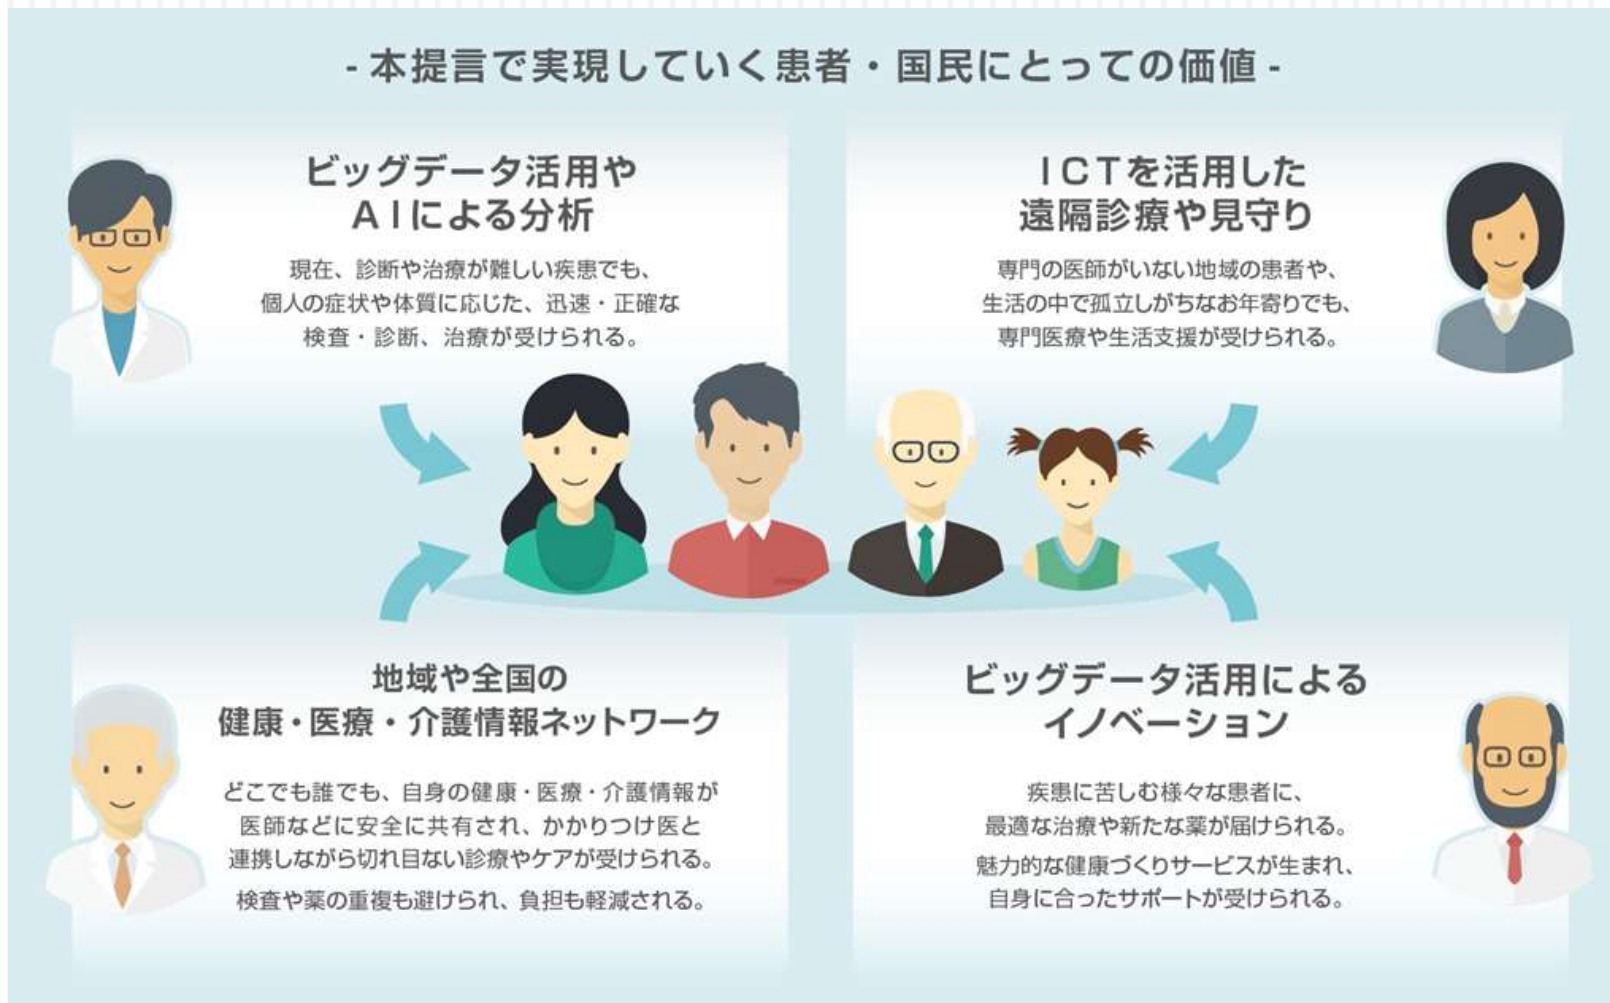 - 本提言で実現していく患者・国民にとっての価値 -
ビッグデータ活用や
AIによる分析
現在、診断や治療が難しい疾患でも、
個人の症状や体質に応じた、迅速・正確な
検査・診断、治療が受けられる。
ICTを活用した
遠隔診療や見守り
専門の医師がいない地域の患者や、
生活の中で孤立しがちなお年寄りでも、
専門医療や生活支援が受けられる。
地域や全国の
健康・医療・介護情報ネットワーク
どこでも誰でも、自身の健康・医療・介護情報が
医師などに安全に共有され、かかりつけ医と
連携しながら切れ目ない診療やケアが受けられる。
検査や薬の重複も避けられ、負担も軽減される。
ビッグデータ活用による
イノベーション
疾患に苦しむ様々な患者に、
最適な治療や新たな薬が届けられる。
魅力的な健康づくりサービスが生まれ、
自身に合ったサポートが受けられる。